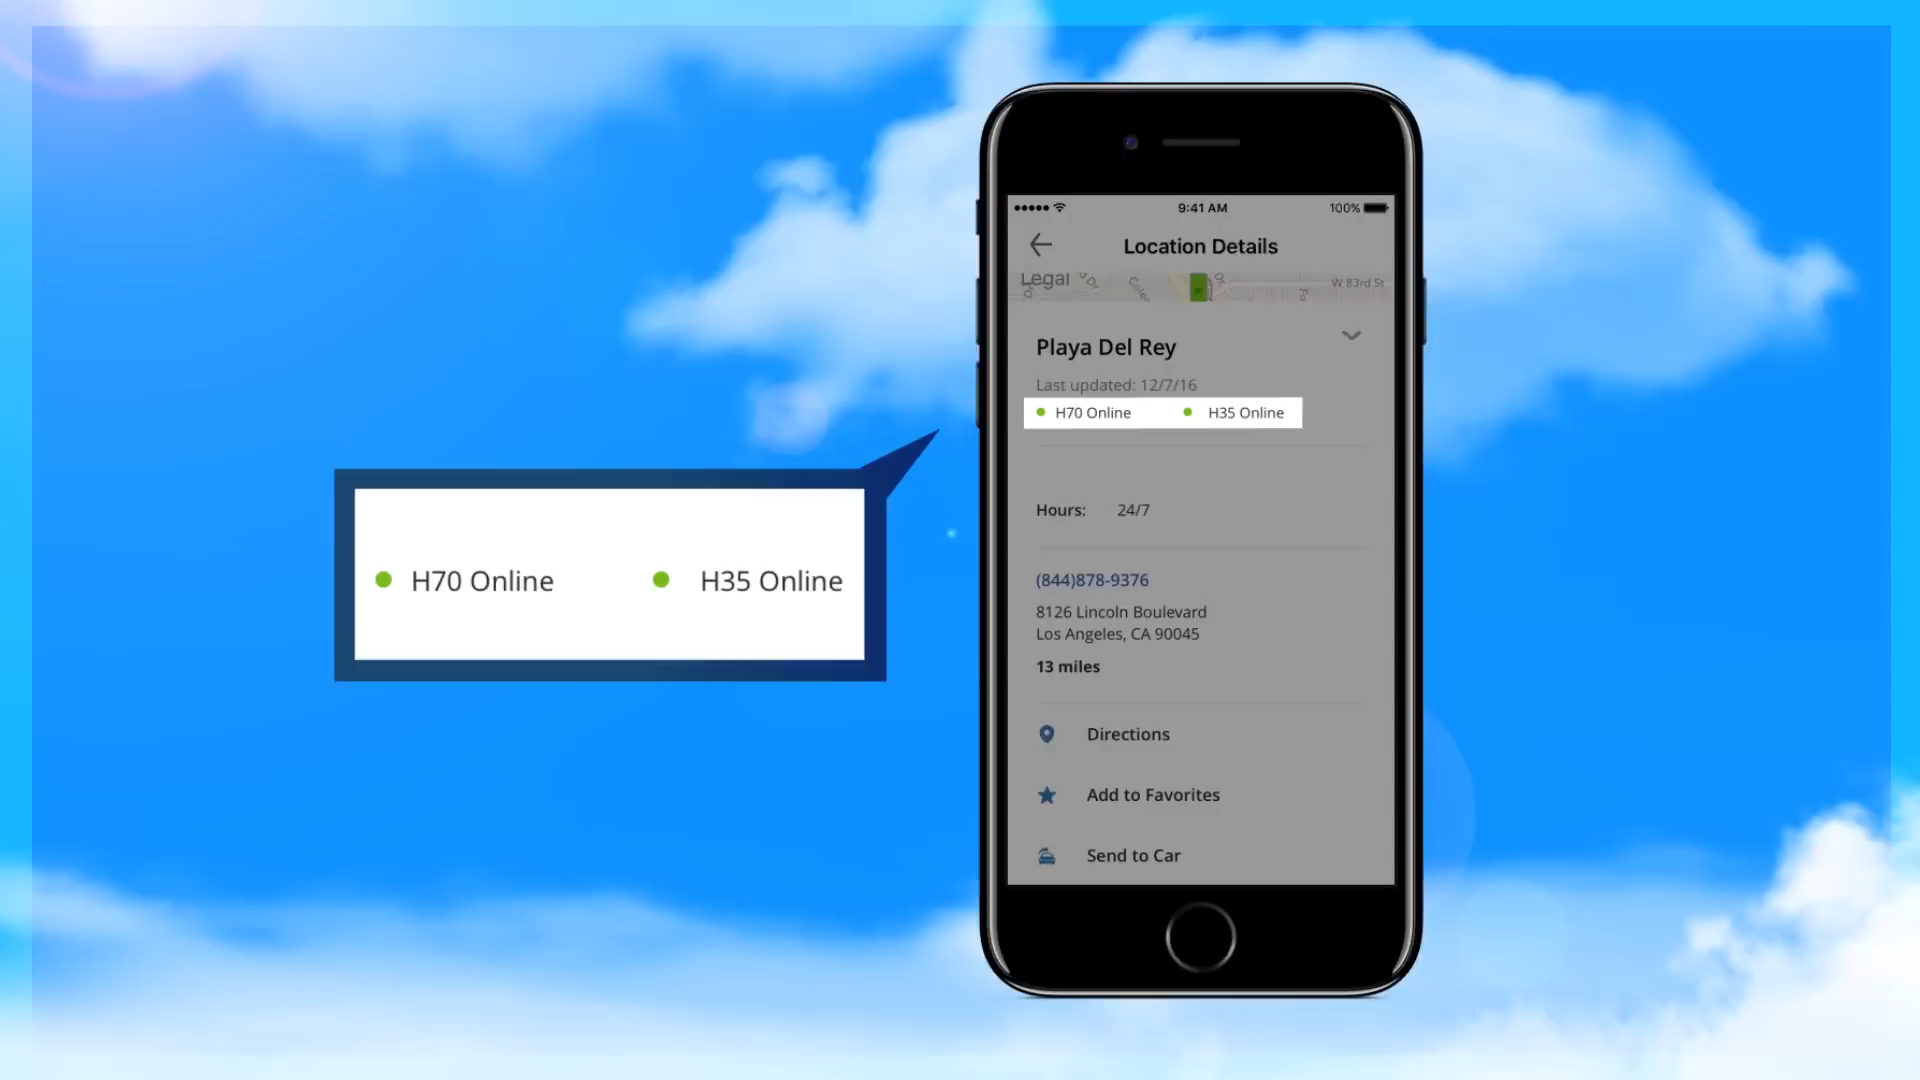 9:41 AM
100%
Location Details
Legal
W 83rd St
Playa Del Rey
Last updated: 12/7/16
H70 Online
H35 Online
Hours: 24/7
(844)878-9376
8126 Lincoln Boulevard
Los Angeles, CA 90045
13 miles
Directions
Add to Favorites
Send to Car
H70 Online
H35 Online